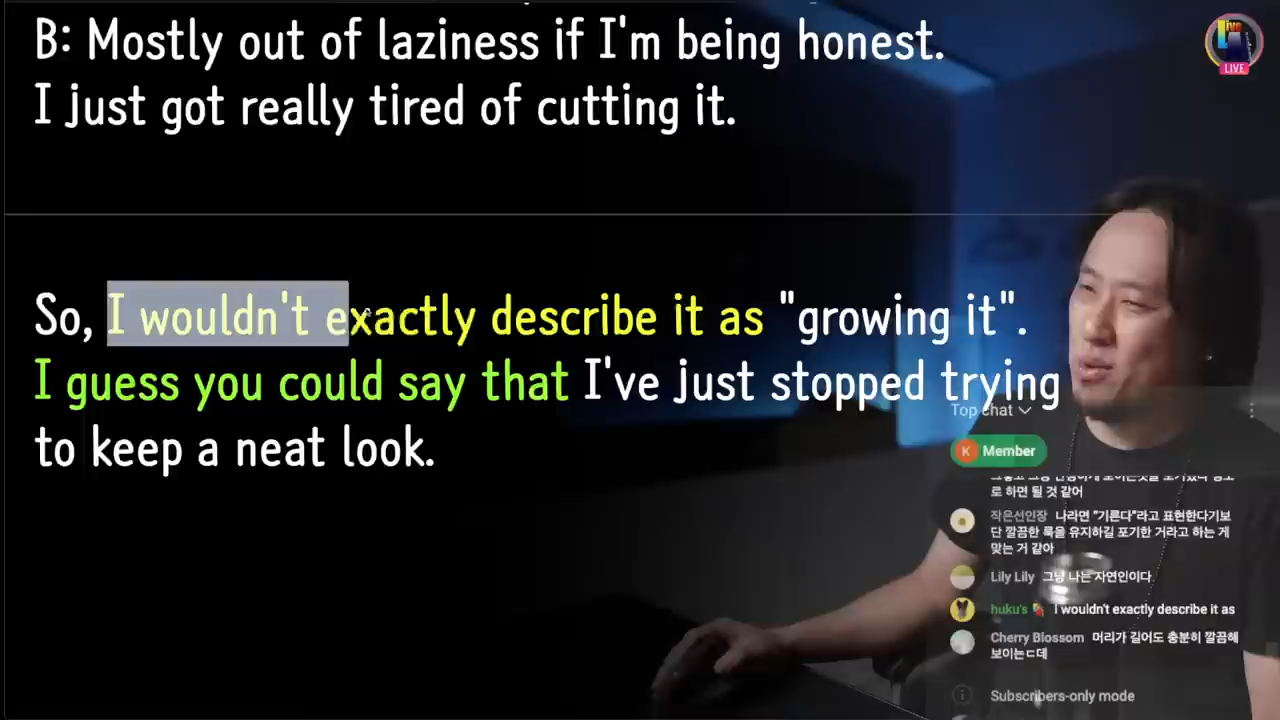 B: Mostly out of laziness if I'm being honest.
I just got really tired of cutting it.
So, I wouldn't exactly describe it as "growing it".
I guess you could say that I've just stopped trying
to keep a neat look.
Live
LIVE
Top chat
K Member
로 하면 될 것 같어
작은선인장 나라면 "기른다"라고 표현한다기보
단 깔끔한 룩을 유지하길 포기한 거라고 하는 게
맞는 거 같아
Lily Lily 그냥 나는 자연인이다
huku's I wouldn't exactly describe it as
Cherry Blossom 머리가 길어도 충분히 깔끔해
보이는ㄷ데
Subscribers-only mode